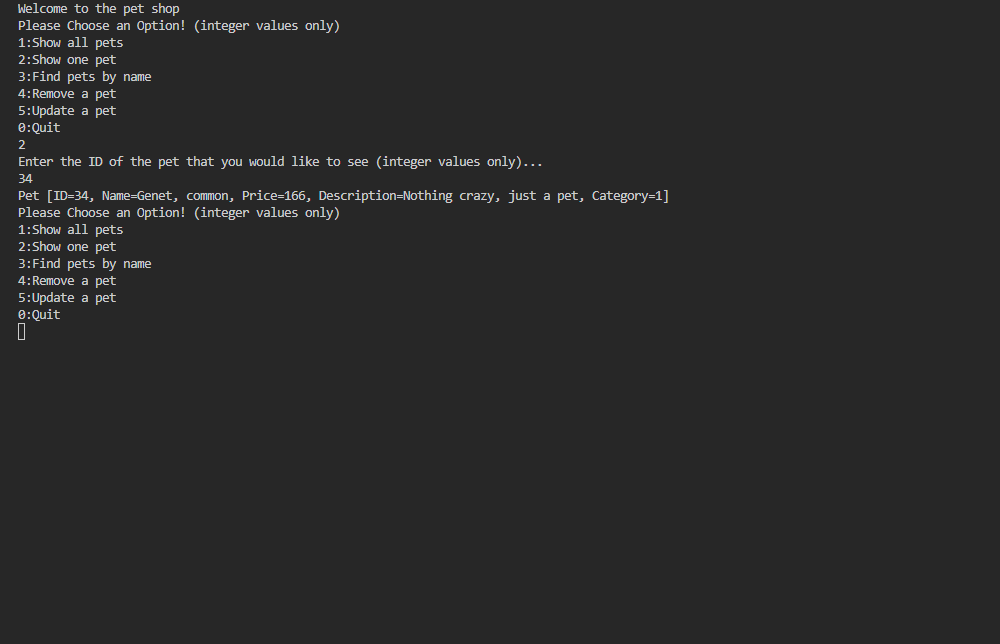 Welcome to the pet shop
Please Choose an Option! (integer values only)
1:Show all pets
2:Show one pet
3:Find pets by name
4:Remove a pet
5:Update a pet
0:Quit
2
Enter the ID of the pet that you would like to see (integer values only)...
34
Pet [ID=34, Name=Genet, common, Price=166, Description=Nothing crazy, just a pet, Category=1]
Please Choose an Option! (integer values only)
1:Show all pets
2:Show one pet
3:Find pets by name
4:Remove a pet
5:Update a pet
0:Quit